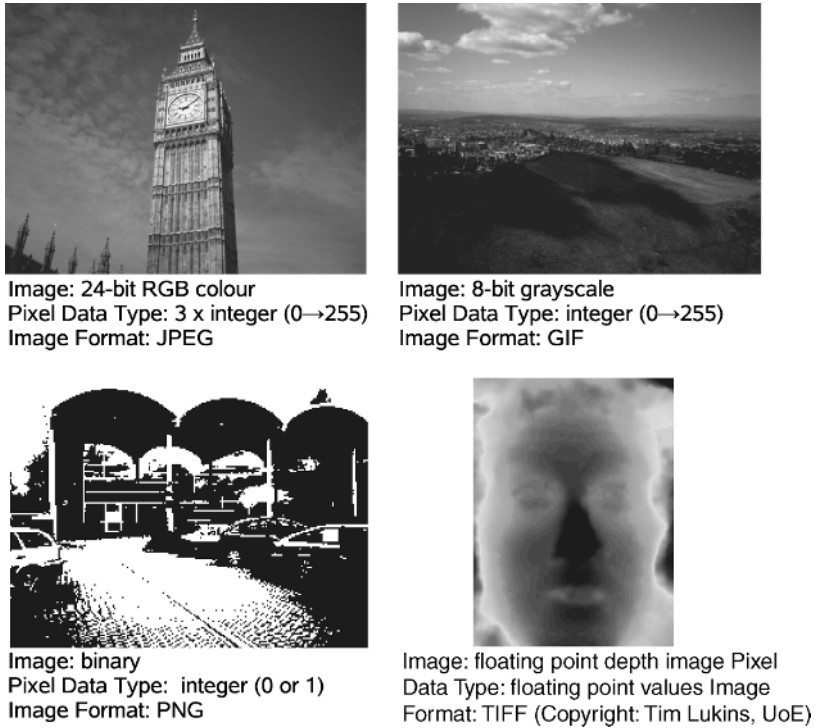 Image: 24-bit RGB colour
Pixel Data Type: 3 x integer (0→255)
Image Format: JPEG
Image: 8-bit grayscale
Pixel Data Type: integer (0→255)
Image Format: GIF
Image: binary
Pixel Data Type:  integer (0 or 1)
Image Format: PNG
Image: floating point depth image Pixel
Data Type: floating point values Image
Format: TIFF (Copyright: Tim Lukins, UoE)